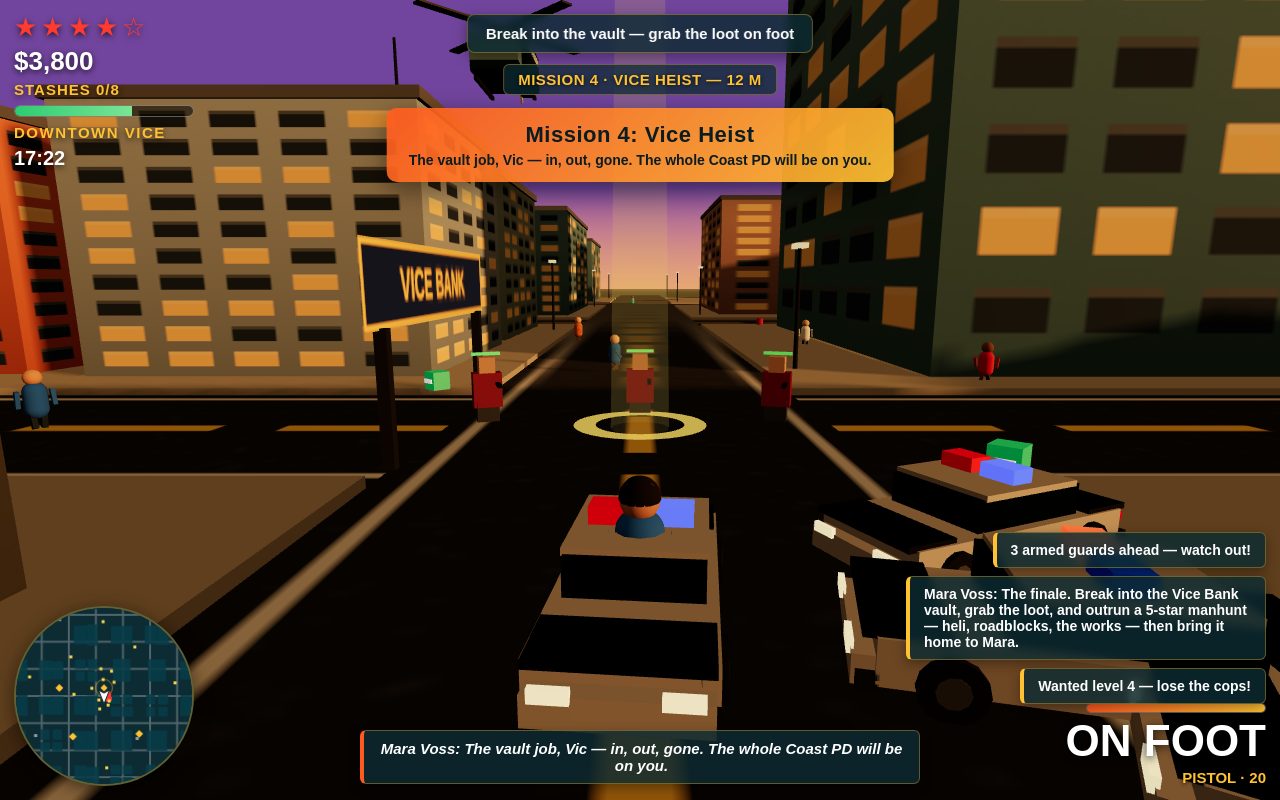 ★★★★☆
$3,800
STASHES 0/8
DOWNTOWN VICE
17:22
Break into the vault — grab the loot on foot
MISSION 4 · VICE HEIST — 12 M
Mission 4: Vice Heist
The vault job, Vic — in, out, gone. The whole Coast PD will be on you.
VICE BANK
3 armed guards ahead — watch out!
Mara Voss: The finale. Break into the Vice Bank
vault, grab the loot, and outrun a 5-star manhunt
— heli, roadblocks, the works — then bring it
home to Mara.
Wanted level 4 — lose the cops!
Mara Voss: The vault job, Vic — in, out, gone. The whole Coast PD will be
on you.
ON FOOT
PISTOL · 20